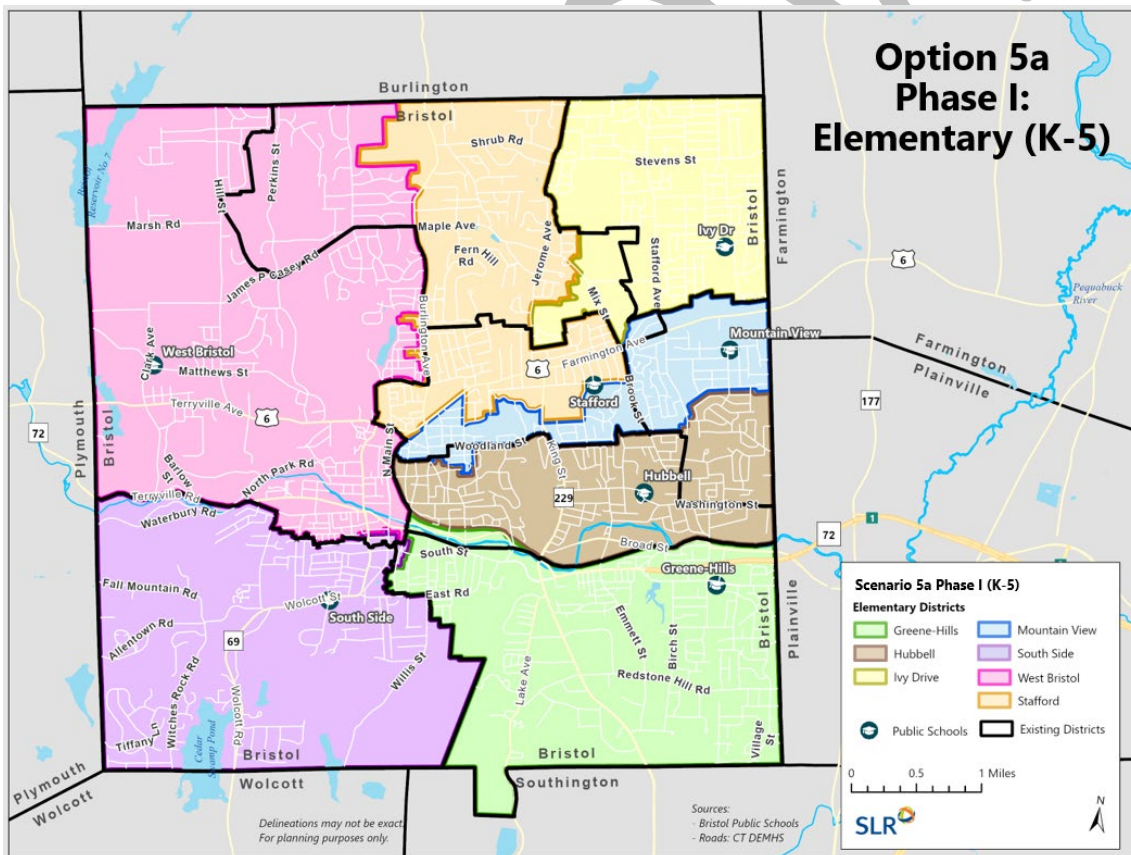 Option 5a
Phase I:
Elementary (K-5)
Burlington
Bristol
Shrub Rd
Stevens St
Perkins St
Hill St
Reservoir No. 7
Marsh Rd
Maple Ave
Fern Hill
Rd
Jerome Ave
Mix St
Stafford Ave
Ivy Dr
Bristol
Farmington
6
Pequabuck
River
James P Casey Rd
Burlington Ave
Mountain View
Farmington
Plainville
Clark Ave
West Bristol
Matthews St
Farmington Ave
6
Stafford
Brook St
Terryville Ave
6
177
72
Plymouth
Bristol
N Main St
Woodland St
King St
Barlow
St
North Park Rd
Hubbell
229
Washington St
Terryville Rd
Waterbury Rd
Broad St
72
1
South St
Greene-Hills
Fall Mountain Rd
Wolcott St
East Rd
South Side
Allentown Rd
69
Emmett St
Birch St
Bristol
Plainville
Willis St
Lake Ave
Redstone Hill Rd
Witches Rock Rd
Wolcott Rd
Tiffany Ln
Cedar
Swamp Pond
Village
St
Bristol
Wolcott
Bristol
Southington
Plymouth
Wolcott
Delineations may not be exact.
For planning purposes only.
Sources:
- Bristol Public Schools
- Roads: CT DEMHS
Scenario 5a Phase I (K-5)
Elementary Districts
Greene-Hills
Mountain View
Hubbell
South Side
Ivy Drive
West Bristol
Stafford
Public Schools
Existing Districts
0 0.5 1 Miles
SLR
N